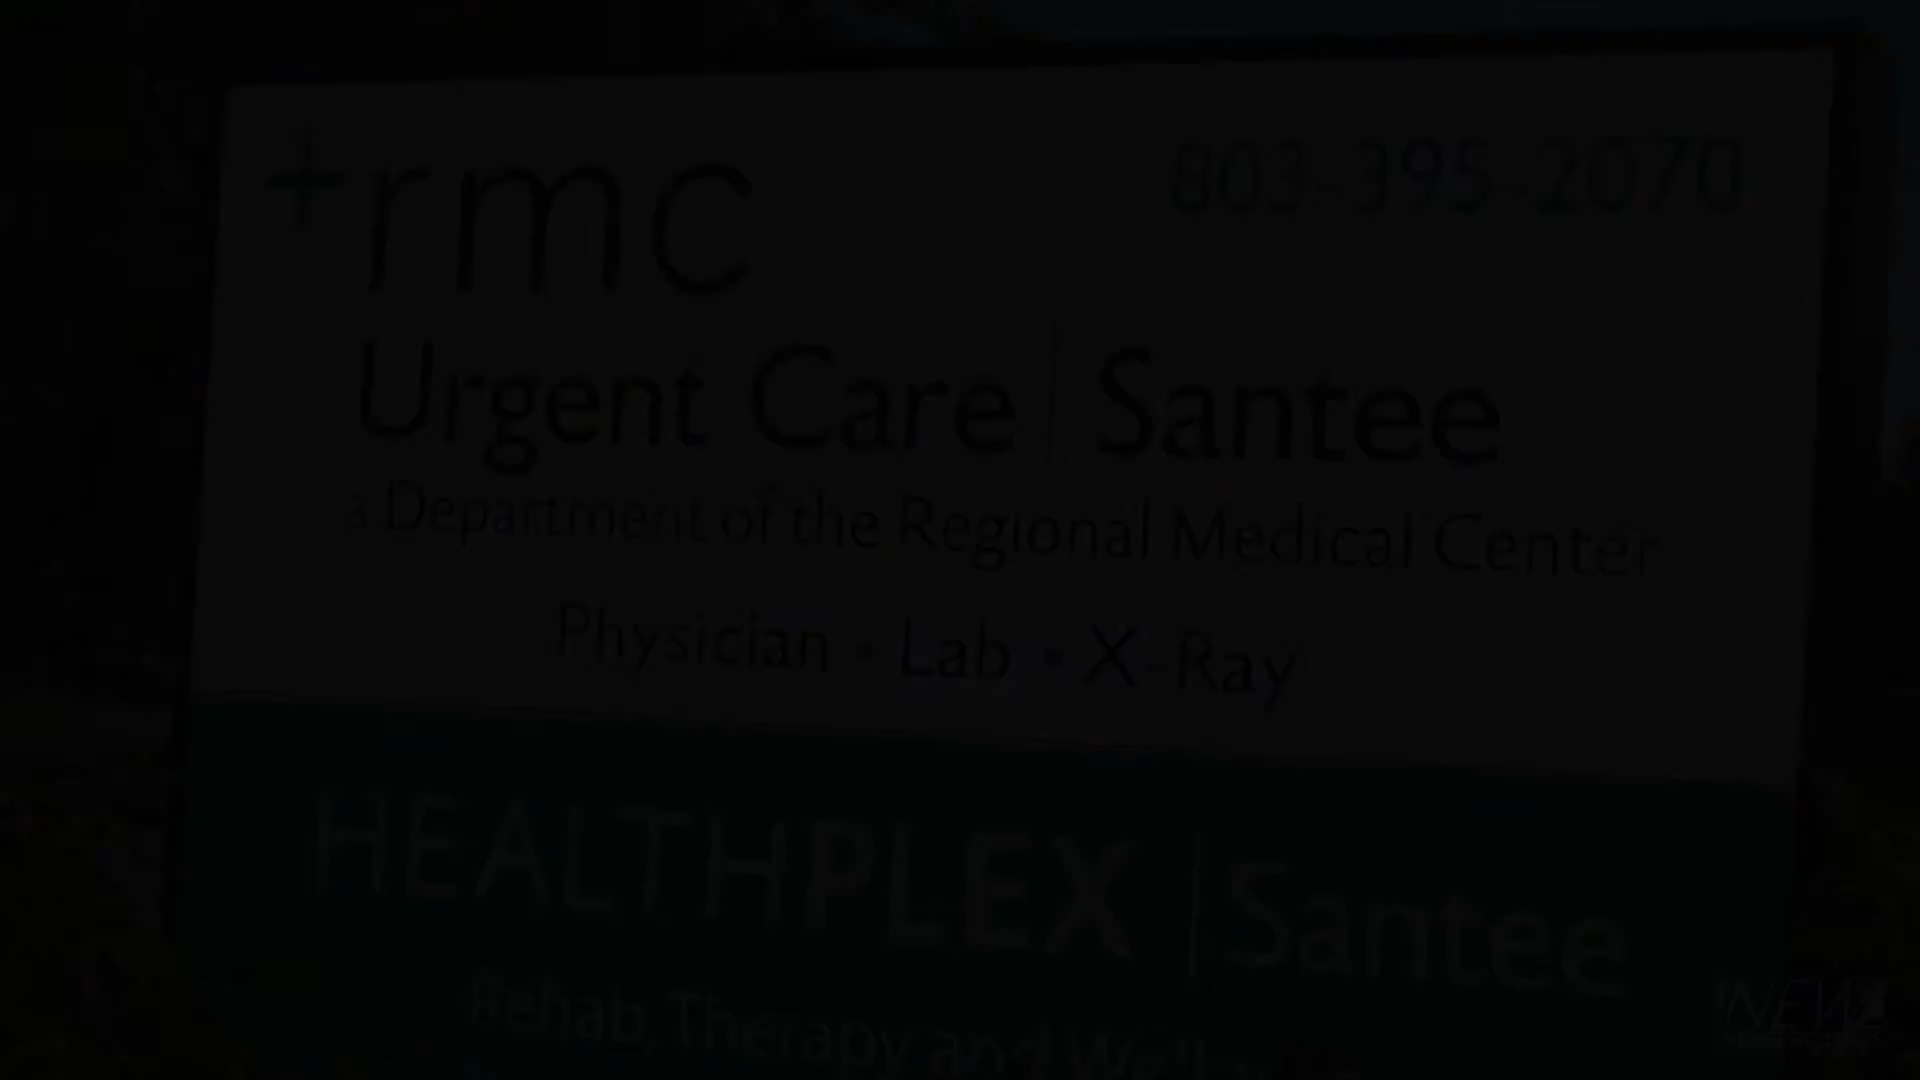 +rmc
803-395-2070
Urgent Care | Santee
a Department of the Regional Medical Center
Physician • Lab • X-Ray
HEALTHPLEX | Santee
Rehab Therapy and